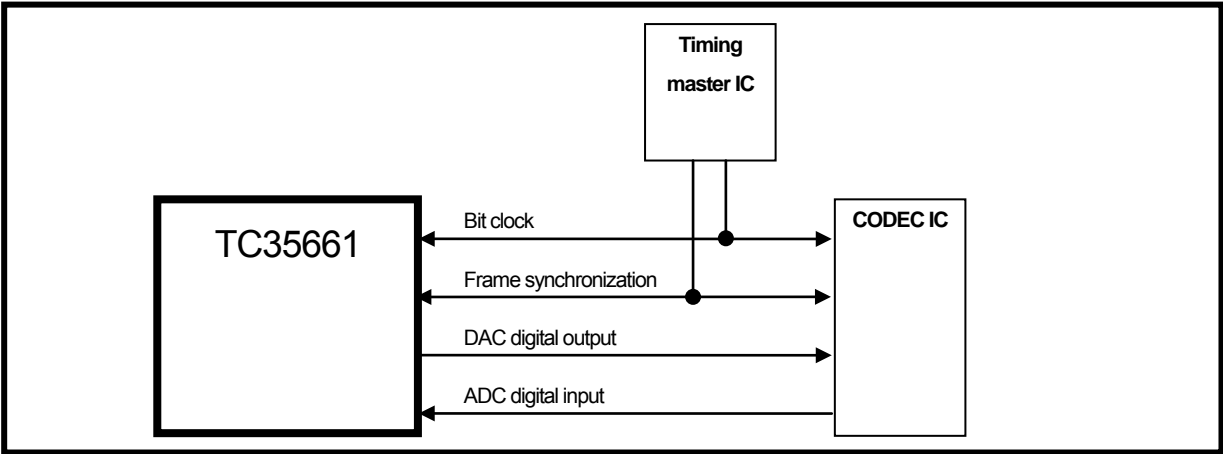 Timing
master IC
TC35661
Bit clock
CODEC IC
Frame synchronization
DAC digital output
ADC digital input